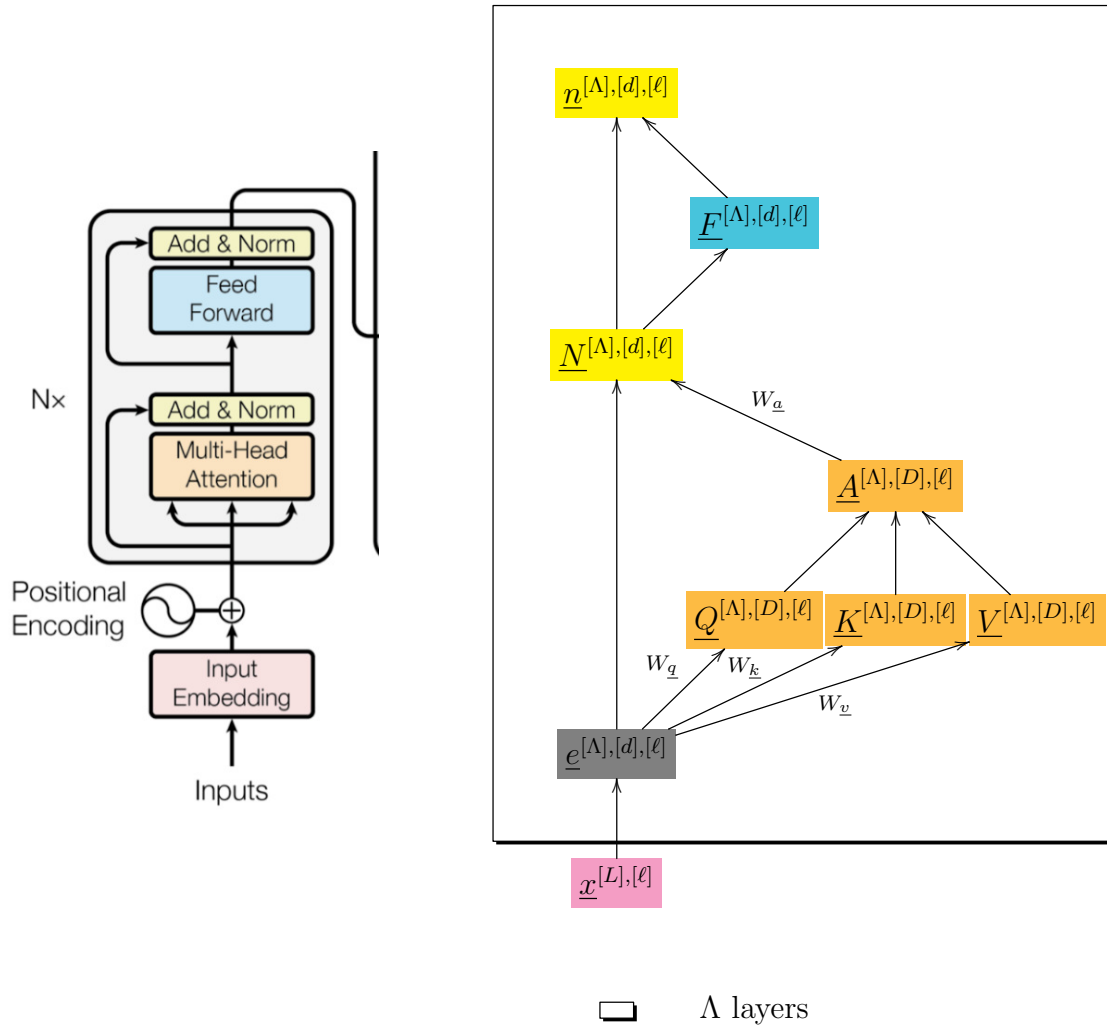 Add & Norm
Feed
Forward
N×
Add & Norm
Multi-Head
Attention
Positional
Encoding
Input
Embedding
Inputs
n^{[Λ],[d],[ℓ]}
F^{[Λ],[d],[ℓ]}
N^{[Λ],[d],[ℓ]}
W_a
A^{[Λ],[D],[ℓ]}
Q^{[Λ],[D],[ℓ]} K^{[Λ],[D],[ℓ]} V^{[Λ],[D],[ℓ]}
W_q W_k
W_v
e^{[Λ],[d],[ℓ]}
x^{[L],[ℓ]}
Λ layers